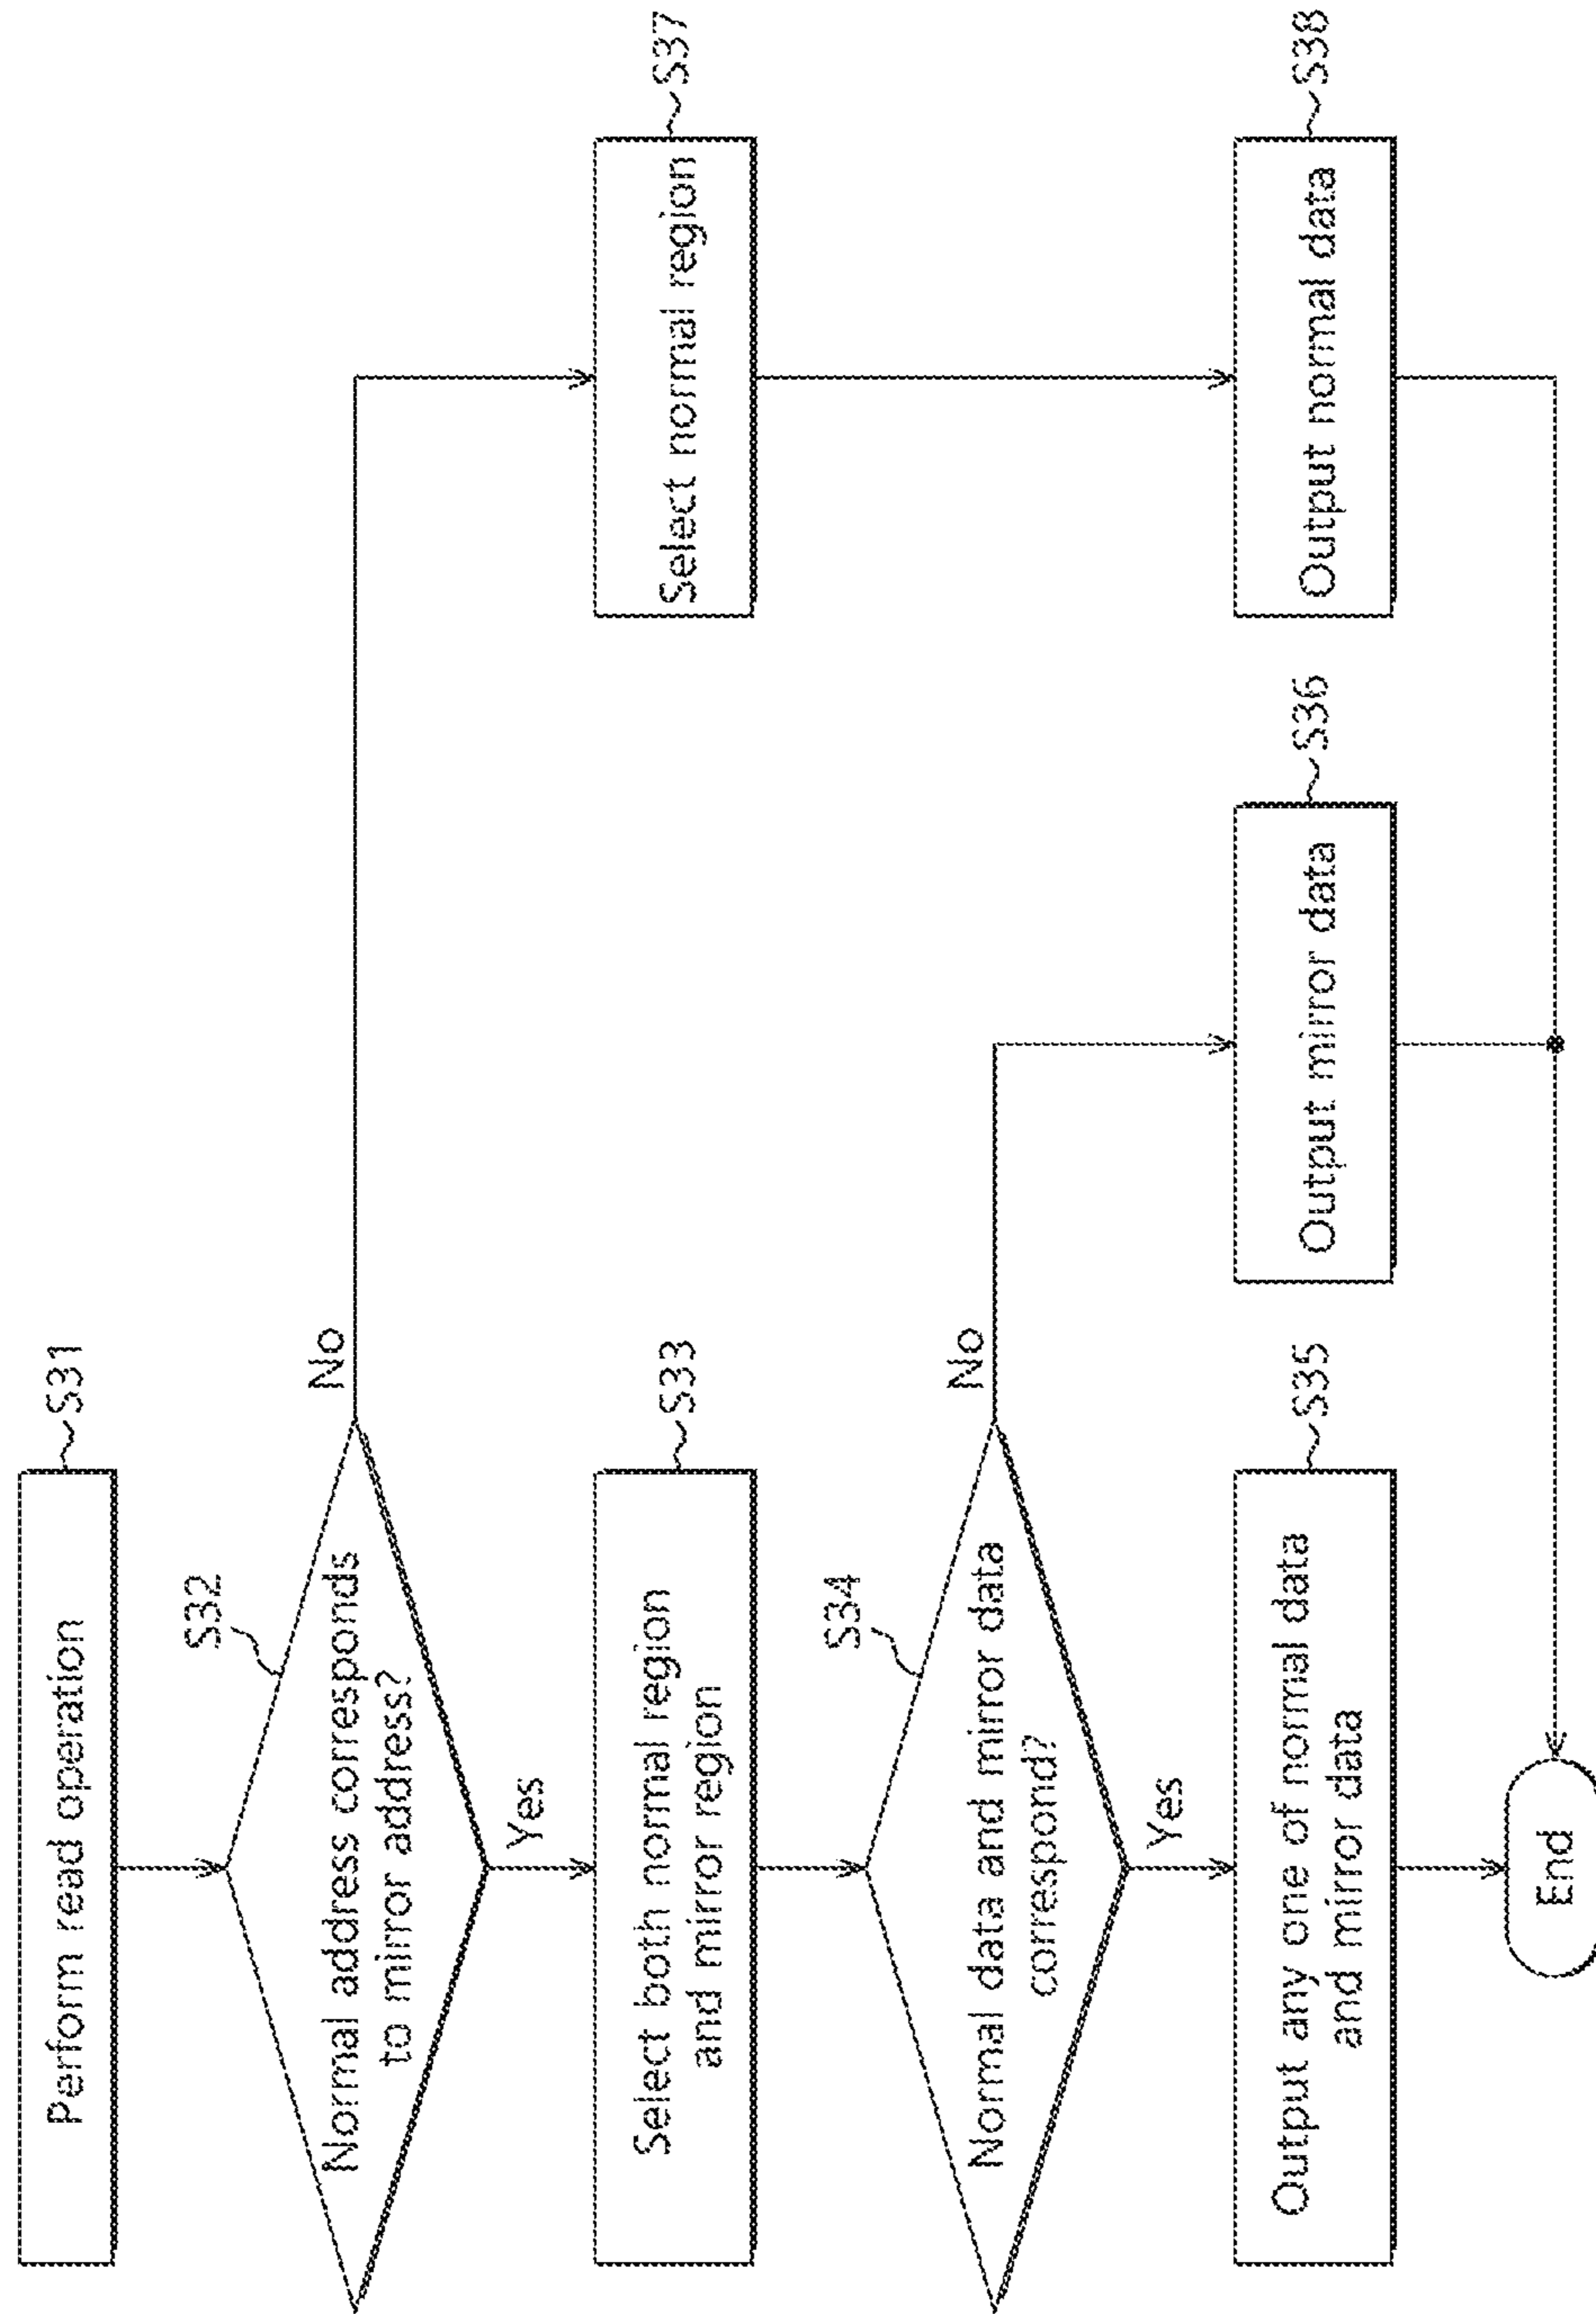 Perform read operation
S31
S32
Normal address corresponds
to mirror address?
No
Yes
Select both normal region
and mirror region
S33
Select normal region
S37
S34
Normal data and mirror data
correspond?
No
Yes
Output any one of normal data
and mirror data
S35
Output mirror data
S36
Output normal data
S38
End